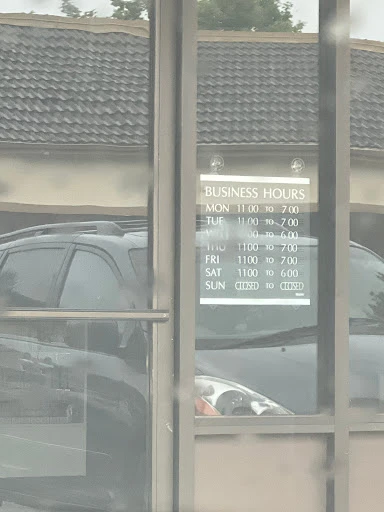 BUSINESS HOURS
MON 11 00 TO 7 00
TUE 11 00 TO 7 00
00 TO 6 00
THU 11 00 TO 7 00
FRI 11 00 TO 7 00
SAT 11 00 TO 6 00
SUN CLOSED TO CLOSED